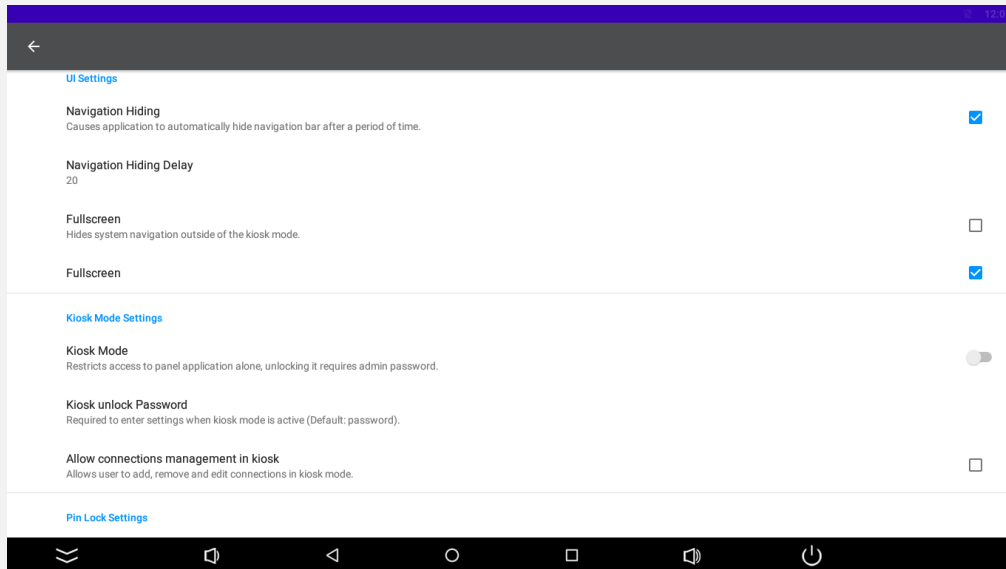 UI Settings
Navigation Hiding
Causes application to automatically hide navigation bar after a period of time.
Navigation Hiding Delay
20
Fullscreen
Hides system navigation outside of the kiosk mode.
Fullscreen
Kiosk Mode Settings
Kiosk Mode
Restricts access to panel application alone, unlocking it requires admin password.
Kiosk unlock Password
Required to enter settings when kiosk mode is active (Default: password).
Allow connections management in kiosk
Allows user to add, remove and edit connections in kiosk mode.
Pin Lock Settings